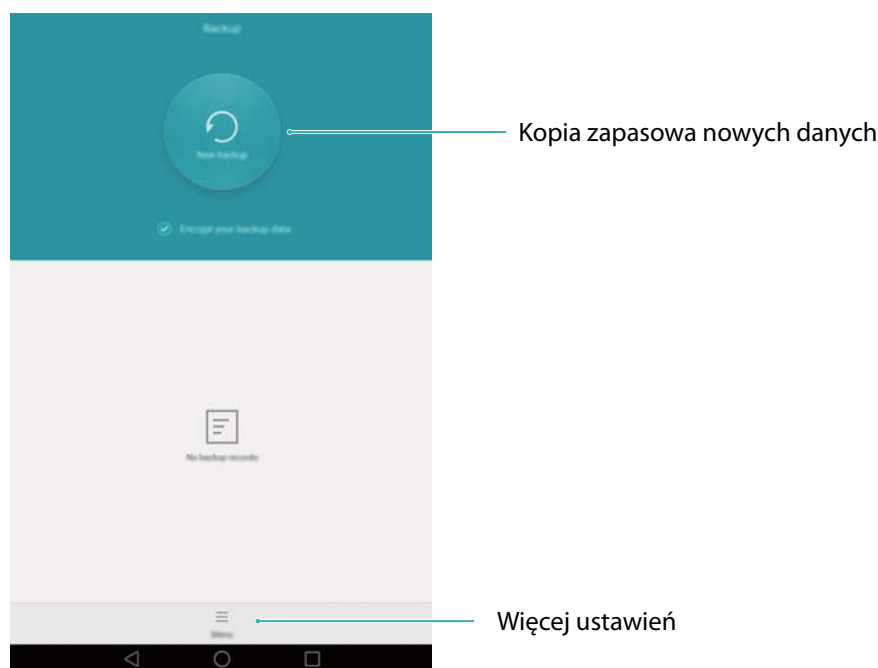 Backup
New backup
Kopia zapasowa nowych danych
Encrypt your backup data
No backup records
Menu
Więcej ustawień